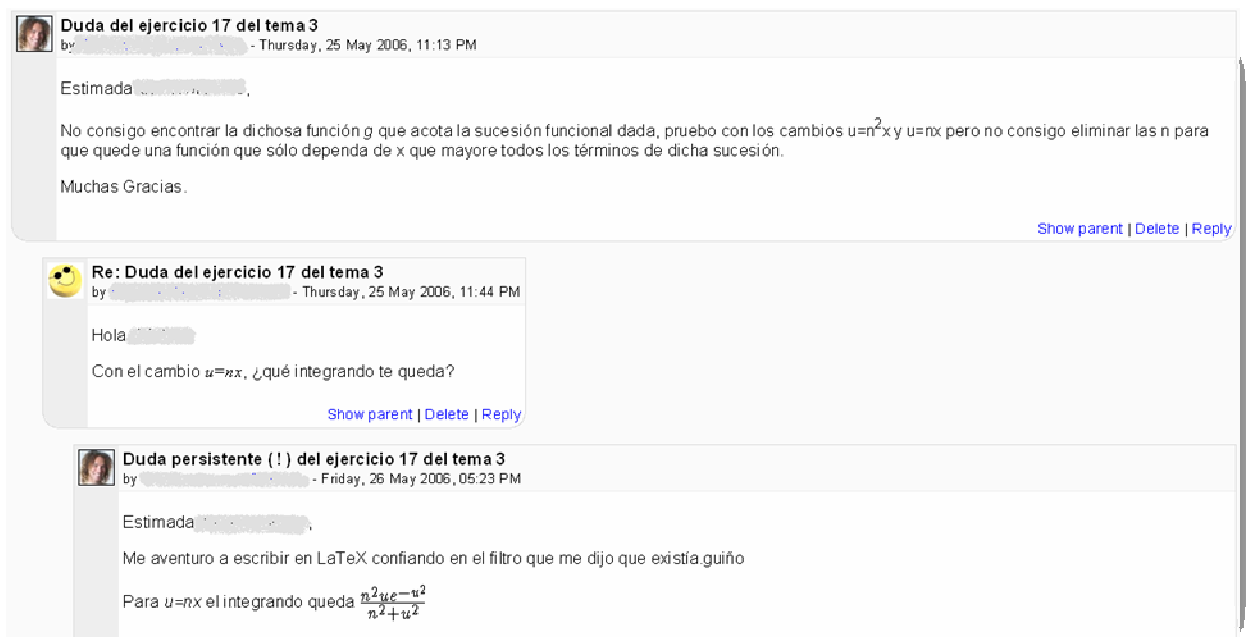 Duda del ejercicio 17 del tema 3
by - Thursday, 25 May 2006, 11:13 PM
Estimada ,
No consigo encontrar la dichosa función g que acota la sucesión funcional dada, pruebo con los cambios u=n²x y u=nx pero no consigo eliminar las n para
que quede una función que sólo dependa de x que mayore todos los términos de dicha sucesión.
Muchas Gracias.
Show parent | Delete | Reply
Re: Duda del ejercicio 17 del tema 3
by - Thursday, 25 May 2006, 11:44 PM
Hola
Con el cambio u=nx, ¿qué integrando te queda?
Show parent | Delete | Reply
Duda persistente (!) del ejercicio 17 del tema 3
by - Friday, 26 May 2006, 05:23 PM
Estimada ,
Me aventuro a escribir en LaTeX confiando en el filtro que me dijo que existía.guiño
Para u=nx el integrando queda \frac{n^2ue-u^2}{n^2+u^2}